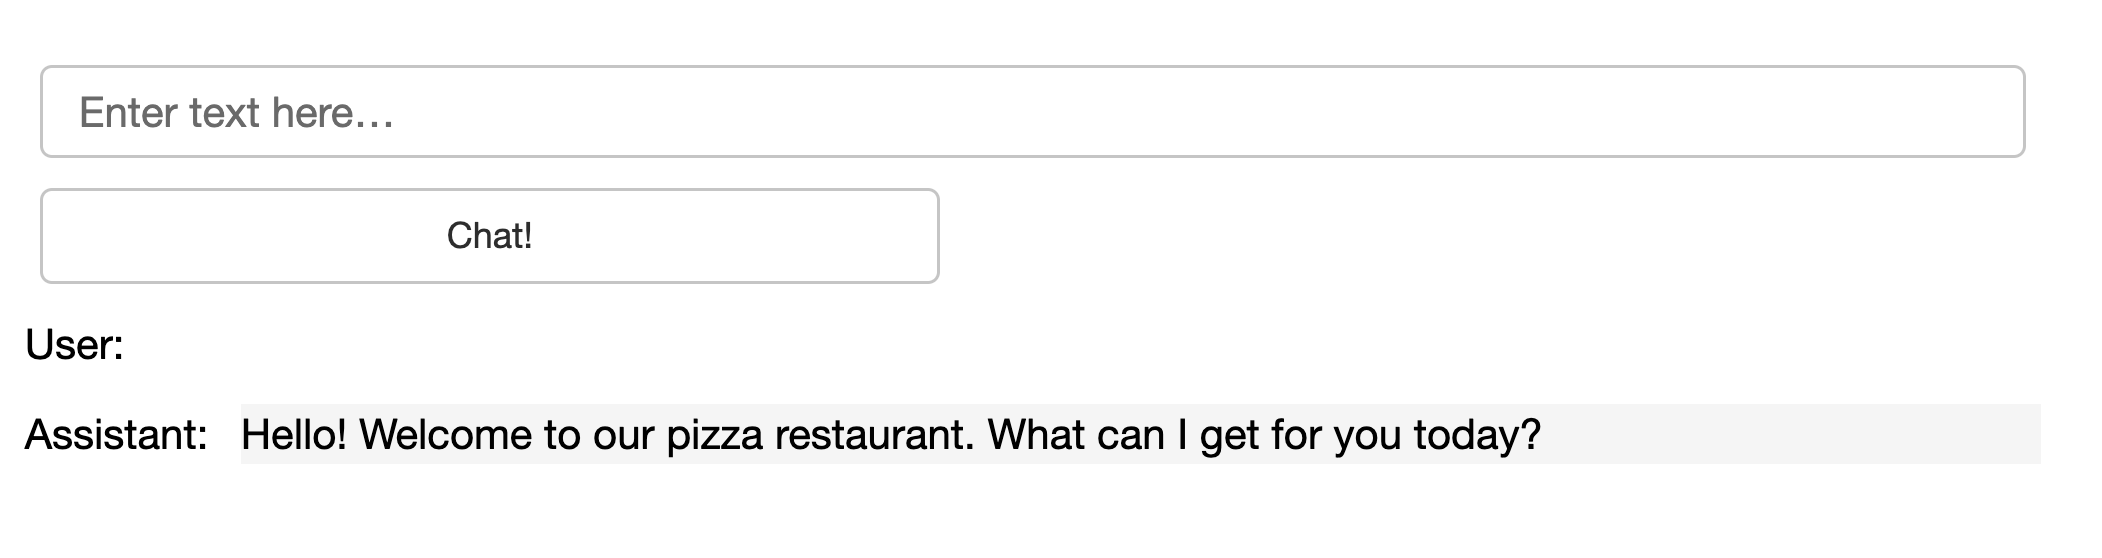 Enter text here…
Chat!
User:
Assistant: Hello! Welcome to our pizza restaurant. What can I get for you today?